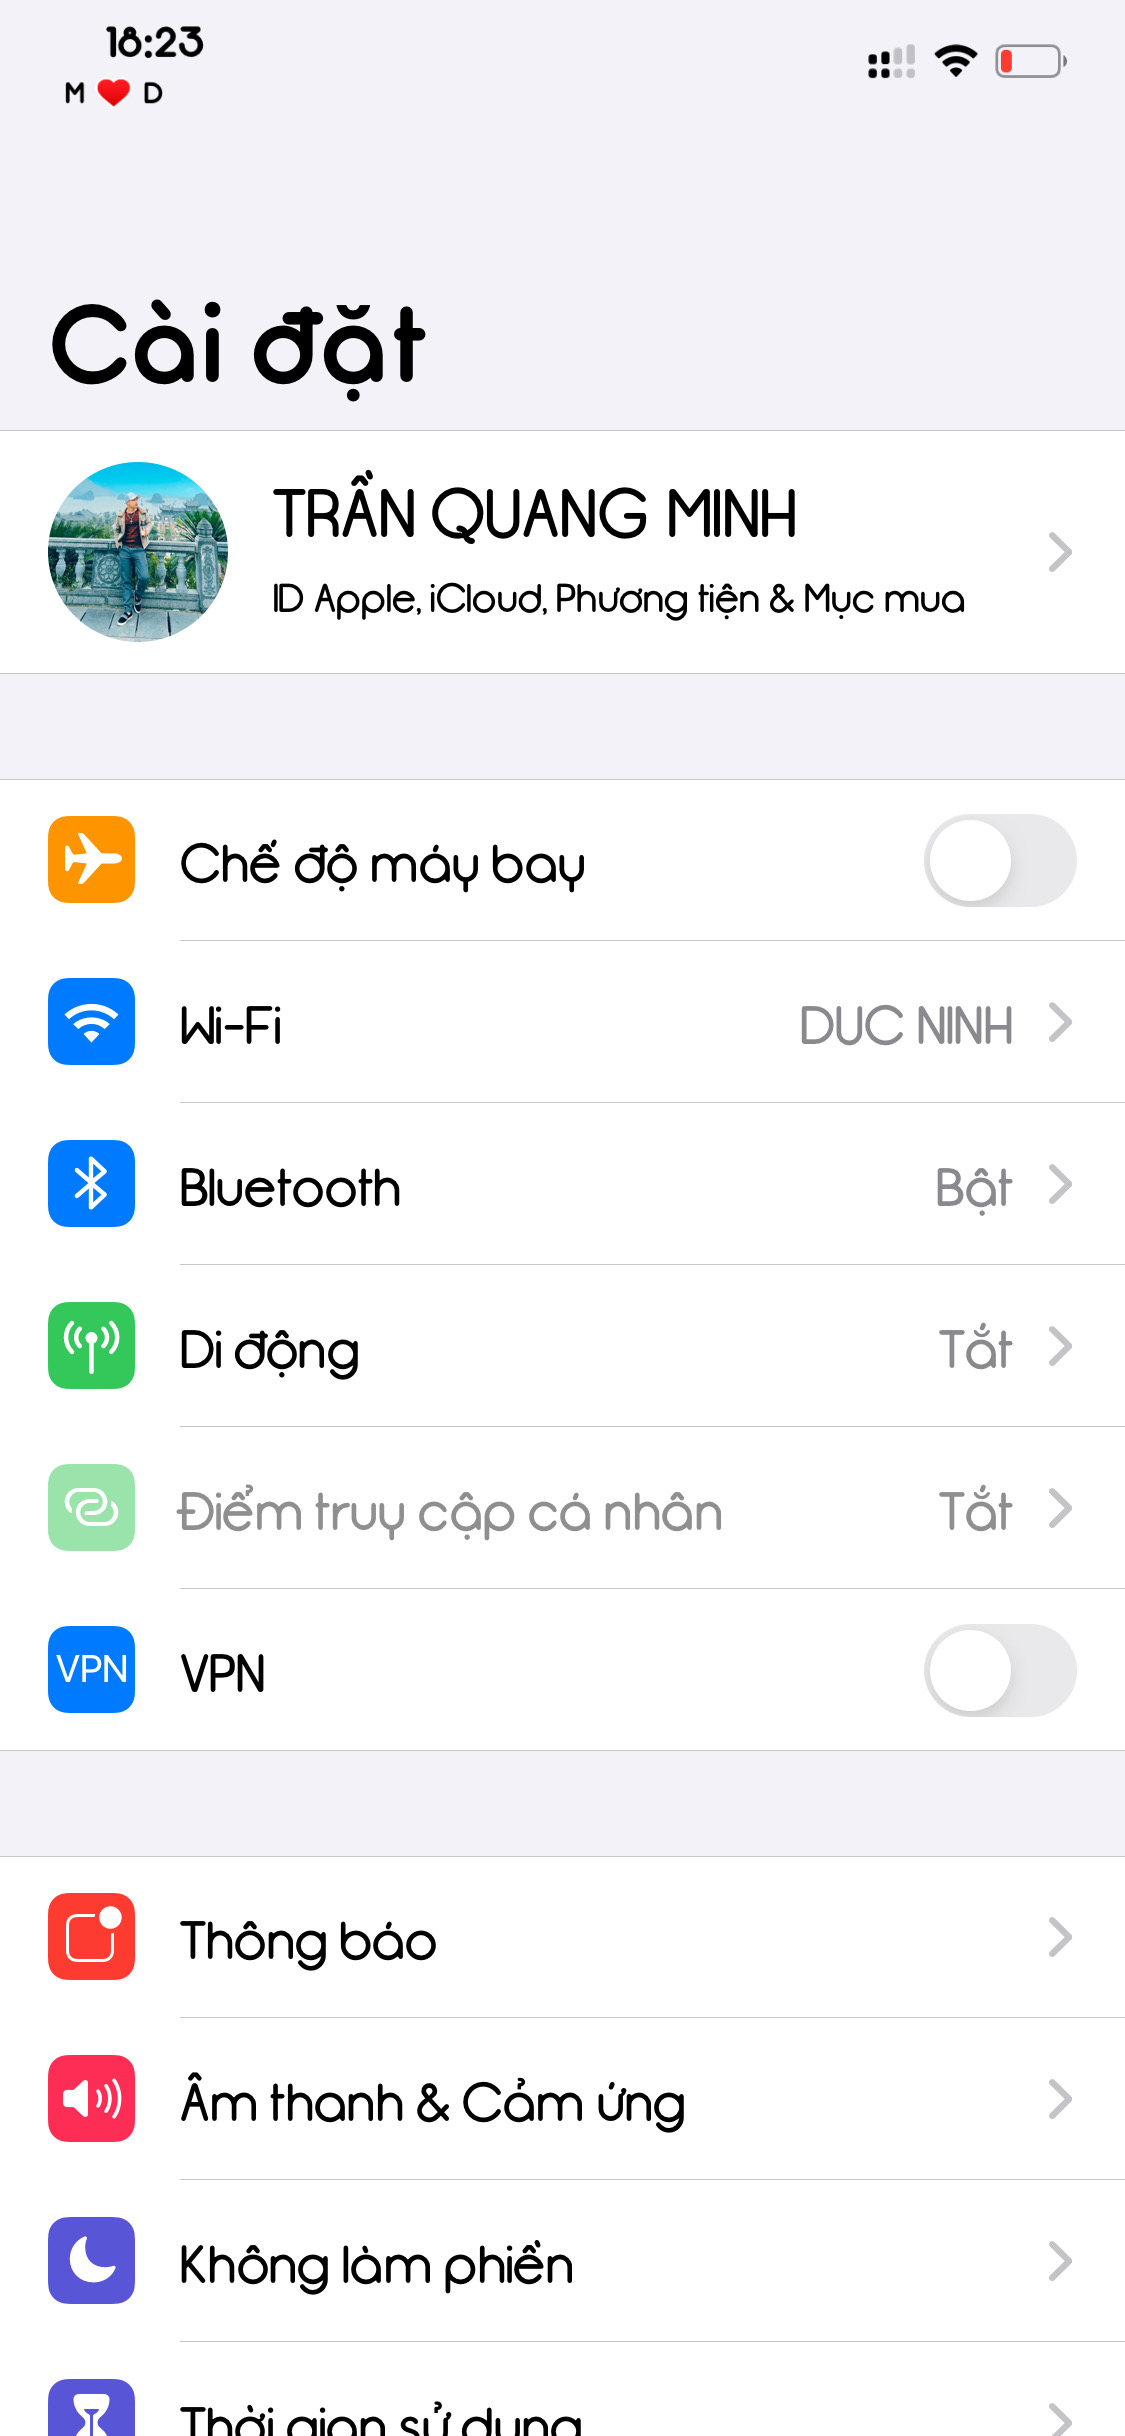 18:23
M ❤️ D
Cài đặt
TRẦN QUANG MINH
ID Apple, iCloud, Phương tiện & Mục mua
Chế độ máy bay
Wi-Fi DUC NINH
Bluetooth Bật
Di động Tắt
Điểm truy cập cá nhân Tắt
VPN VPN
Thông báo
Âm thanh & Cảm ứng
Không làm phiền
Thời gian sử dụng